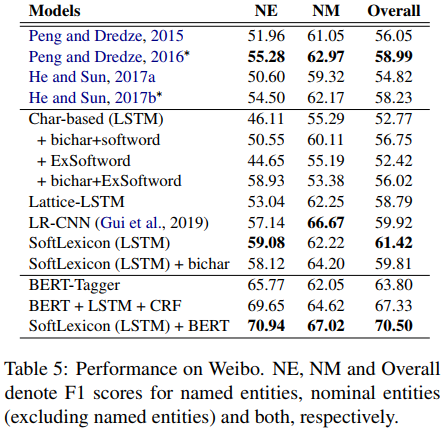 Models NE NM Overall
Peng and Dredze, 2015 51.96 61.05 56.05
Peng and Dredze, 2016* 55.28 62.97 58.99
He and Sun, 2017a 50.60 59.32 54.82
He and Sun, 2017b* 54.50 62.17 58.23
Char-based (LSTM) 46.11 55.29 52.77
+ bichar+softword 50.55 60.11 56.75
+ ExSoftword 44.65 55.19 52.42
+ bichar+ExSoftword 58.93 53.38 56.02
Lattice-LSTM 53.04 62.25 58.79
LR-CNN (Gui et al., 2019) 57.14 66.67 59.92
SoftLexicon (LSTM) 59.08 62.22 61.42
SoftLexicon (LSTM) + bichar 58.12 64.20 59.81
BERT-Tagger 65.77 62.05 63.80
BERT + LSTM + CRF 69.65 64.62 67.33
SoftLexicon (LSTM) + BERT 70.94 67.02 70.50
Table 5: Performance on Weibo. NE, NM and Overall
denote F1 scores for named entities, nominal entities
(excluding named entities) and both, respectively.